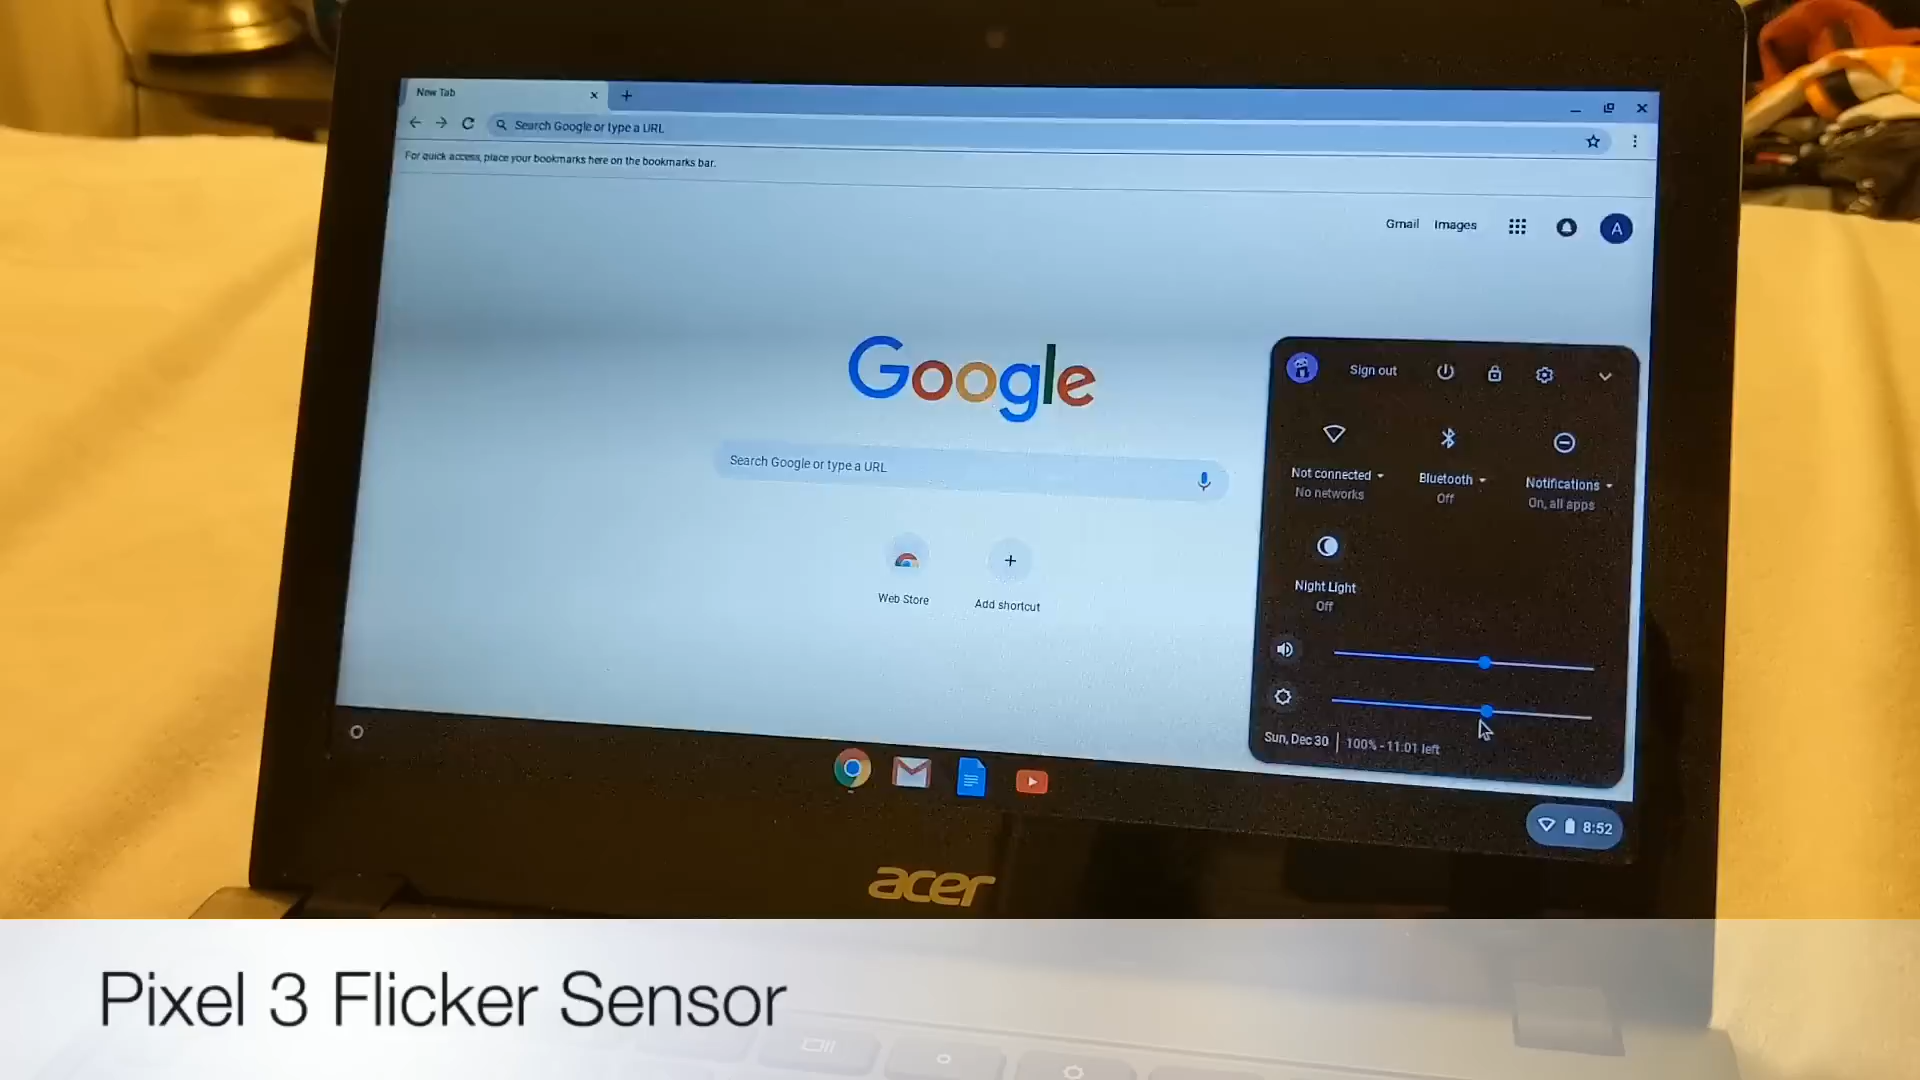 New Tab
Search Google or type a URL
For quick access, place your bookmarks here on the bookmarks bar.
Gmail Images A
Google
Sign out
Search Google or type a URL
Not connected Bluetooth Notifications
No networks Off On, all apps
Web Store Add shortcut
Night Light
Off
Sun, Dec 30 | 100% - 11:01 left
8:52
acer
Pixel 3 Flicker Sensor